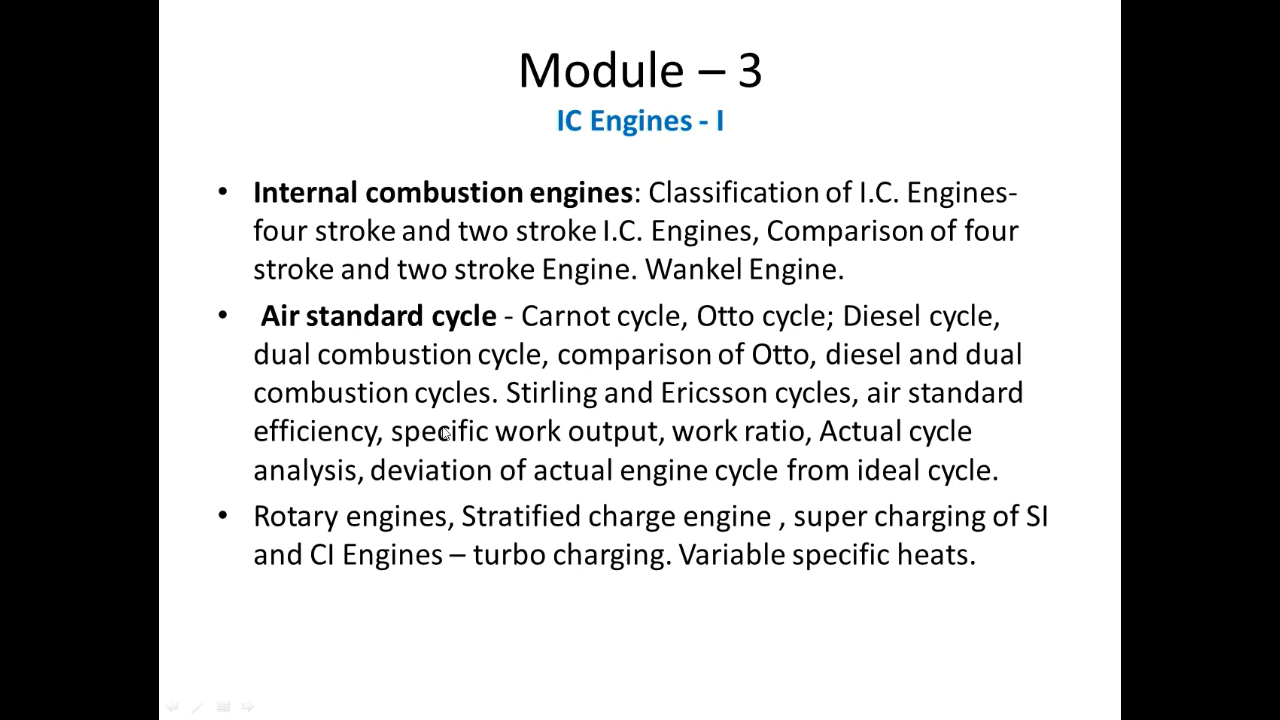 Module – 3
IC Engines - I
• Internal combustion engines: Classification of I.C. Engines-
four stroke and two stroke I.C. Engines, Comparison of four
stroke and two stroke Engine. Wankel Engine.
• Air standard cycle - Carnot cycle, Otto cycle; Diesel cycle,
dual combustion cycle, comparison of Otto, diesel and dual
combustion cycles. Stirling and Ericsson cycles, air standard
efficiency, specific work output, work ratio, Actual cycle
analysis, deviation of actual engine cycle from ideal cycle.
• Rotary engines, Stratified charge engine , super charging of SI
and CI Engines – turbo charging. Variable specific heats.